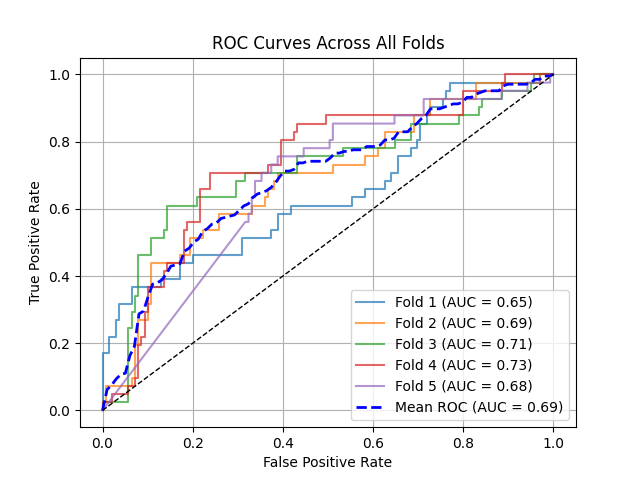 ROC Curves Across All Folds
True Positive Rate
1.0
0.8
0.6
0.4
0.2
0.0
Fold 1 (AUC = 0.65)
Fold 2 (AUC = 0.69)
Fold 3 (AUC = 0.71)
Fold 4 (AUC = 0.73)
Fold 5 (AUC = 0.68)
Mean ROC (AUC = 0.69)
0.0 0.2 0.4 0.6 0.8 1.0
False Positive Rate